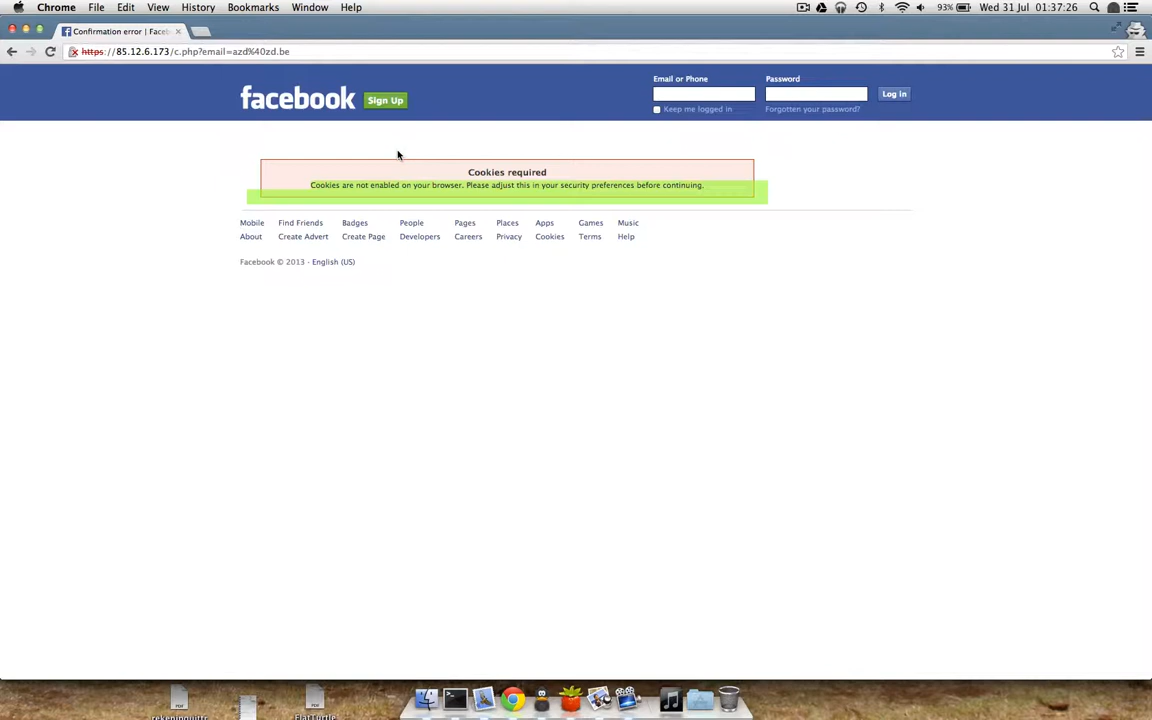 Chrome File Edit View History Bookmarks Window Help 93% Wed 31 Jul 01:37:26
Confirmation error | Faceb
https://85.12.6.173/c.php?email=azd%40zd.be
facebook Sign Up
Email or Phone Password
Log in
Keep me logged in Forgotten your password?
Cookies required
Cookies are not enabled on your browser. Please adjust this in your security preferences before continuing.
Mobile Find Friends Badges People Pages Places Apps Games Music
About Create Advert Create Page Developers Careers Privacy Cookies Terms Help
Facebook © 2013 · English (US)
PDF PDF
FlatTurtle